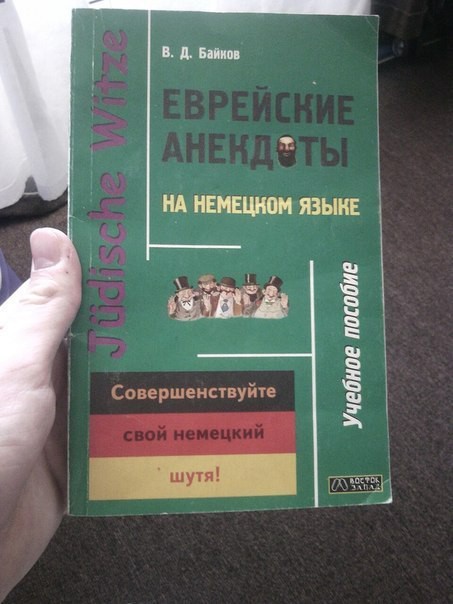 В. Д. Байков
ЕВРЕЙСКИЕ
АНЕКДОТЫ
НА НЕМЕЦКОМ ЯЗЫКЕ
Jüdische Witze
Учебное пособие
Совершенствуйте
свой немецкий
шутя!
ВОСТОК
ЗАПАД